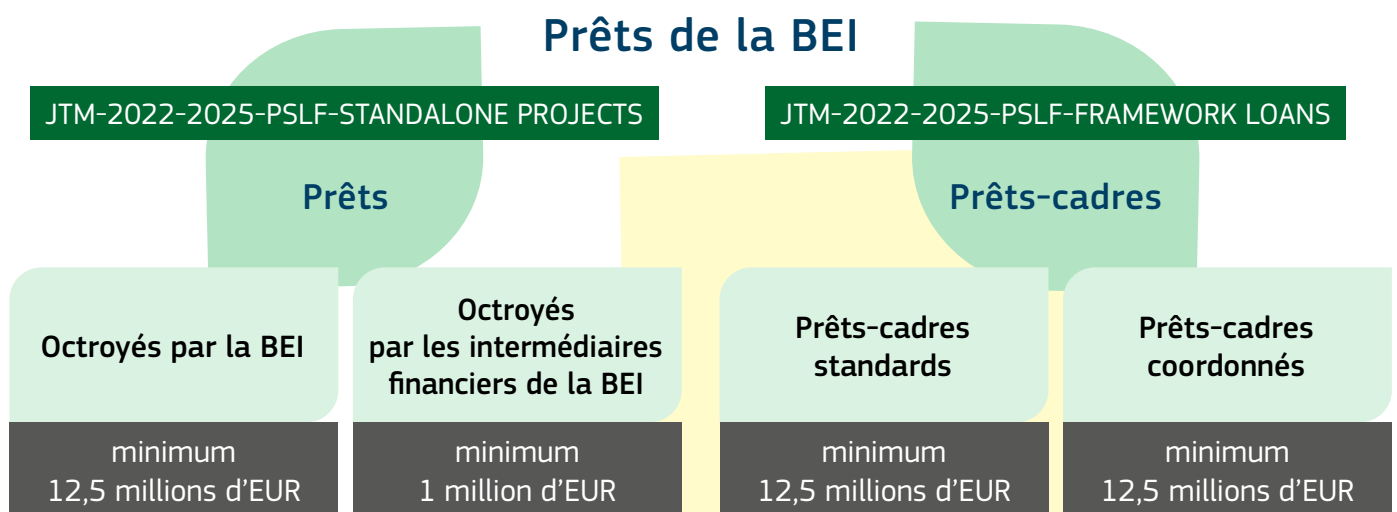 Prêts de la BEI
JTM-2022-2025-PSLF-STANDALONE PROJECTS
Prêts
Octroyés par la BEI
minimum
12,5 millions d'EUR
Octroyés
par les intermédiaires
financiers de la BEI
minimum
1 million d'EUR
JTM-2022-2025-PSLF-FRAMEWORK LOANS
Prêts-cadres
Prêts-cadres
standards
minimum
12,5 millions d'EUR
Prêts-cadres
coordonnés
minimum
12,5 millions d'EUR